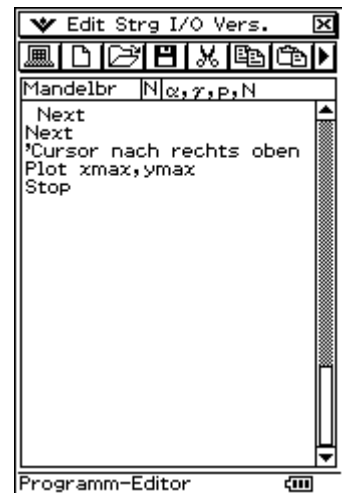 Edit Strg I/O Vers.
Mandelbr N α,γ,p,N
Next
Next
'Cursor nach rechts oben
Plot xmax,ymax
Stop
Programm-Editor